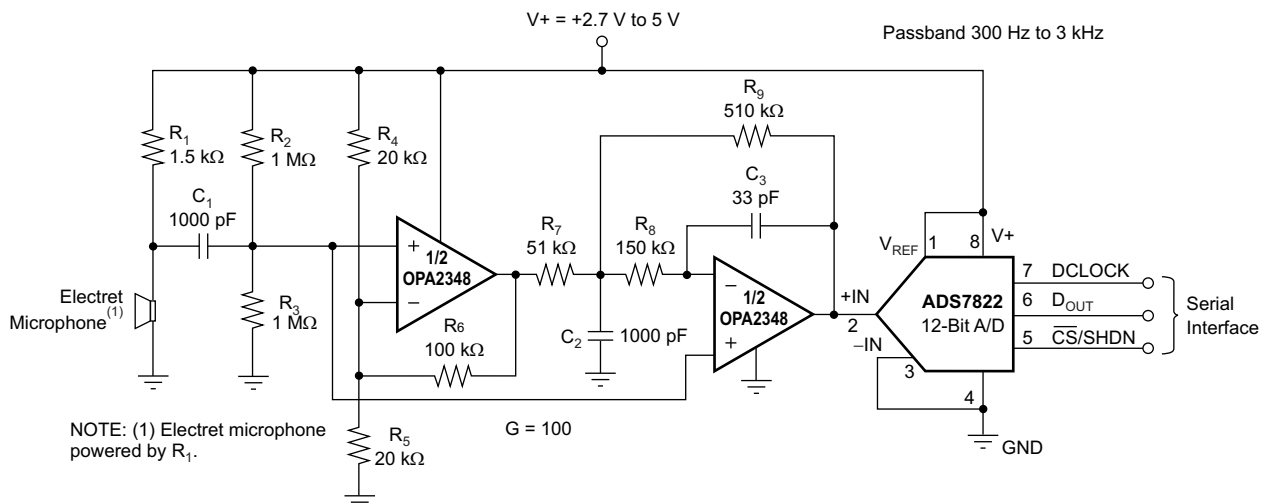 V+ = +2.7 V to 5 V
Passband 300 Hz to 3 kHz
R9
510 kΩ
R1
1.5 kΩ
R2
1 MΩ
R4
20 kΩ
C3
33 pF
C1
1000 pF
R7
51 kΩ
R8
150 kΩ
VREF
1
8
V+
+
1/2
OPA2348
−
−
1/2
OPA2348
+
7
DCLOCK
Electret
Microphone(1)
R3
1 MΩ
+IN
2
ADS7822
12-Bit A/D
6
DOUT
Serial
Interface
R6
100 kΩ
C2
1000 pF
−IN
3
5
C̅S̅/SHDN
4
NOTE: (1) Electret microphone
powered by R1.
R5
20 kΩ
G = 100
GND